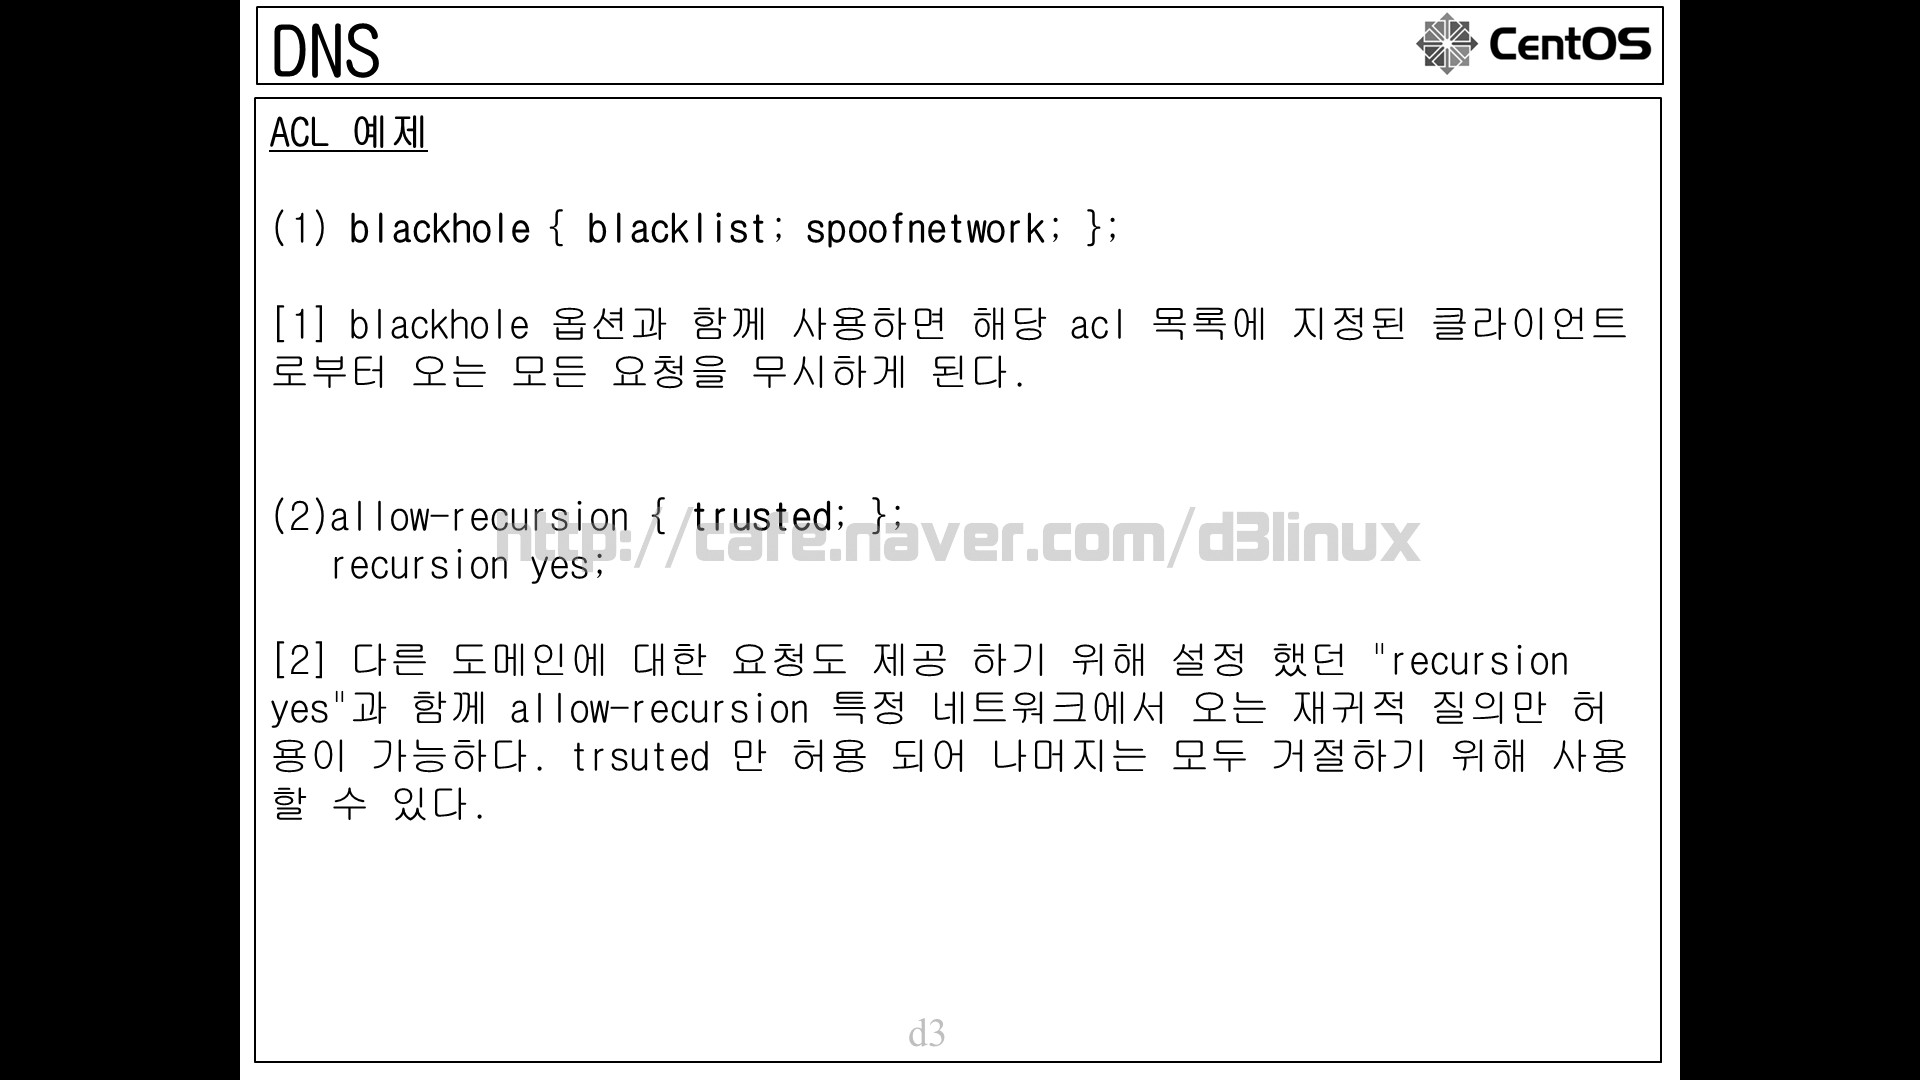 DNS
CentOS
ACL 예제
(1) blackhole { blacklist; spoofnetwork; };
[1] blackhole 옵션과 함께 사용하면 해당 acl 목록에 지정된 클라이언트
로부터 오는 모든 요청을 무시하게 된다.
(2)allow-recursion { trusted; };
http://cafe.naver.com/d3linux
recursion yes;
[2] 다른 도메인에 대한 요청도 제공 하기 위해 설정 했던 "recursion
yes"과 함께 allow-recursion 특정 네트워크에서 오는 재귀적 질의만 허
용이 가능하다. trsuted 만 허용 되어 나머지는 모두 거절하기 위해 사용
할 수 있다.
d3